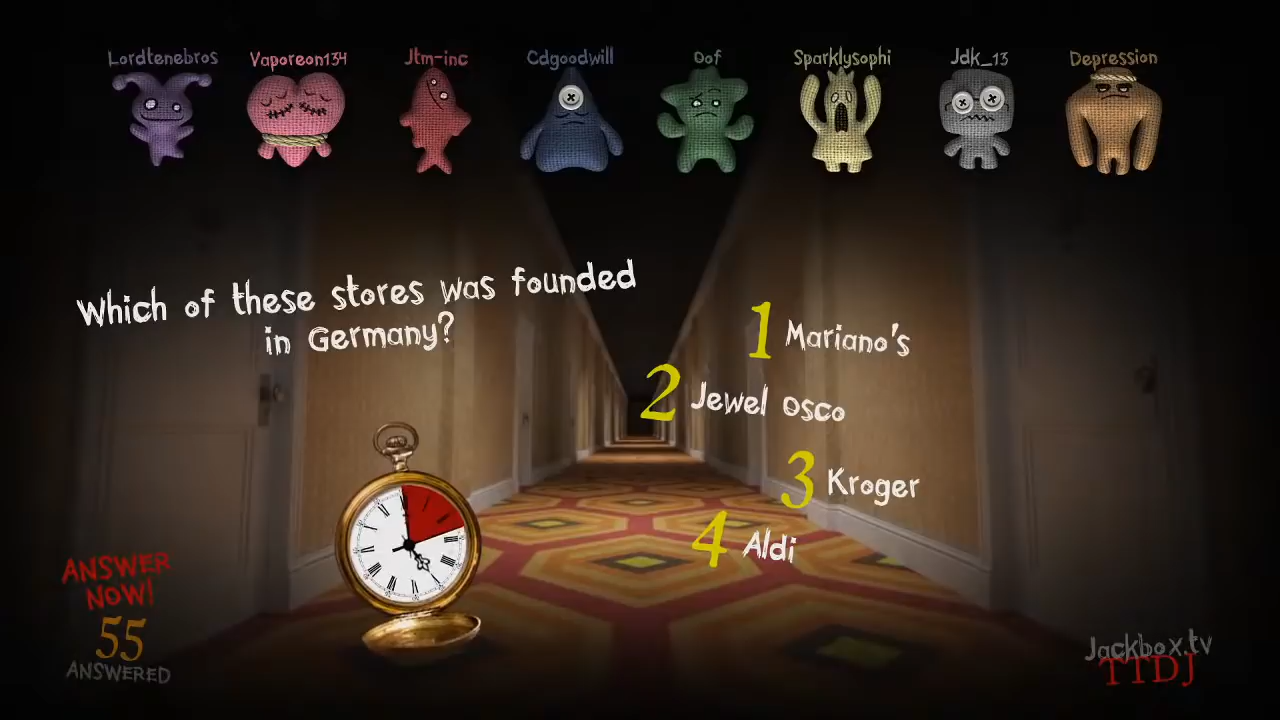 Lordtenebros
Vaporeon134
Jtm-inc
Cdgoodwill
Oof
Sparklysophi
Jdk_13
Depression
Which of these stores was founded
in Germany?
1 Mariano's
2 Jewel Osco
3 Kroger
4 Aldi
ANSWER
NOW!
55
ANSWERED
Jackbox.tv
TTDJ